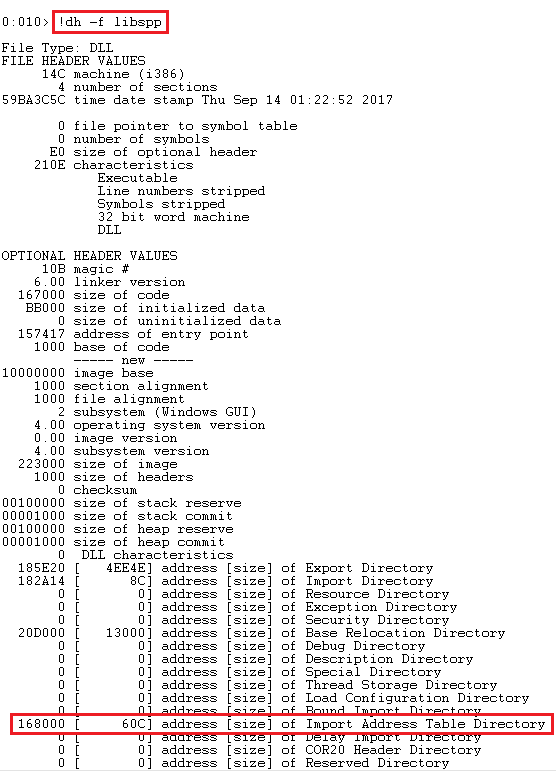 0:010> !dh -f libspp
File Type: DLL
FILE HEADER VALUES
14C machine (i386)
4 number of sections
59BA3C5C time date stamp Thu Sep 14 01:22:52 2017
0 file pointer to symbol table
0 number of symbols
E0 size of optional header
210E characteristics
Executable
Line numbers stripped
Symbols stripped
32 bit word machine
DLL
OPTIONAL HEADER VALUES
10B magic #
6.00 linker version
167000 size of code
BB000 size of initialized data
0 size of uninitialized data
157417 address of entry point
1000 base of code
----- new -----
10000000 image base
1000 section alignment
1000 file alignment
2 subsystem (Windows GUI)
4.00 operating system version
0.00 image version
4.00 subsystem version
223000 size of image
1000 size of headers
0 checksum
00100000 size of stack reserve
00001000 size of stack commit
00100000 size of heap reserve
00001000 size of heap commit
0 DLL characteristics
185E20 [ 4EE4E] address [size] of Export Directory
182A14 [ 8C] address [size] of Import Directory
0 [ 0] address [size] of Resource Directory
0 [ 0] address [size] of Exception Directory
0 [ 0] address [size] of Security Directory
20D000 [ 13000] address [size] of Base Relocation Directory
0 [ 0] address [size] of Debug Directory
0 [ 0] address [size] of Description Directory
0 [ 0] address [size] of Special Directory
0 [ 0] address [size] of Thread Storage Directory
0 [ 0] address [size] of Load Configuration Directory
0 [ 0] address [size] of Bound Import Directory
168000 [ 60C] address [size] of Import Address Table Directory
0 [ 0] address [size] of Delay Import Directory
0 [ 0] address [size] of COR20 Header Directory
0 [ 0] address [size] of Reserved Directory